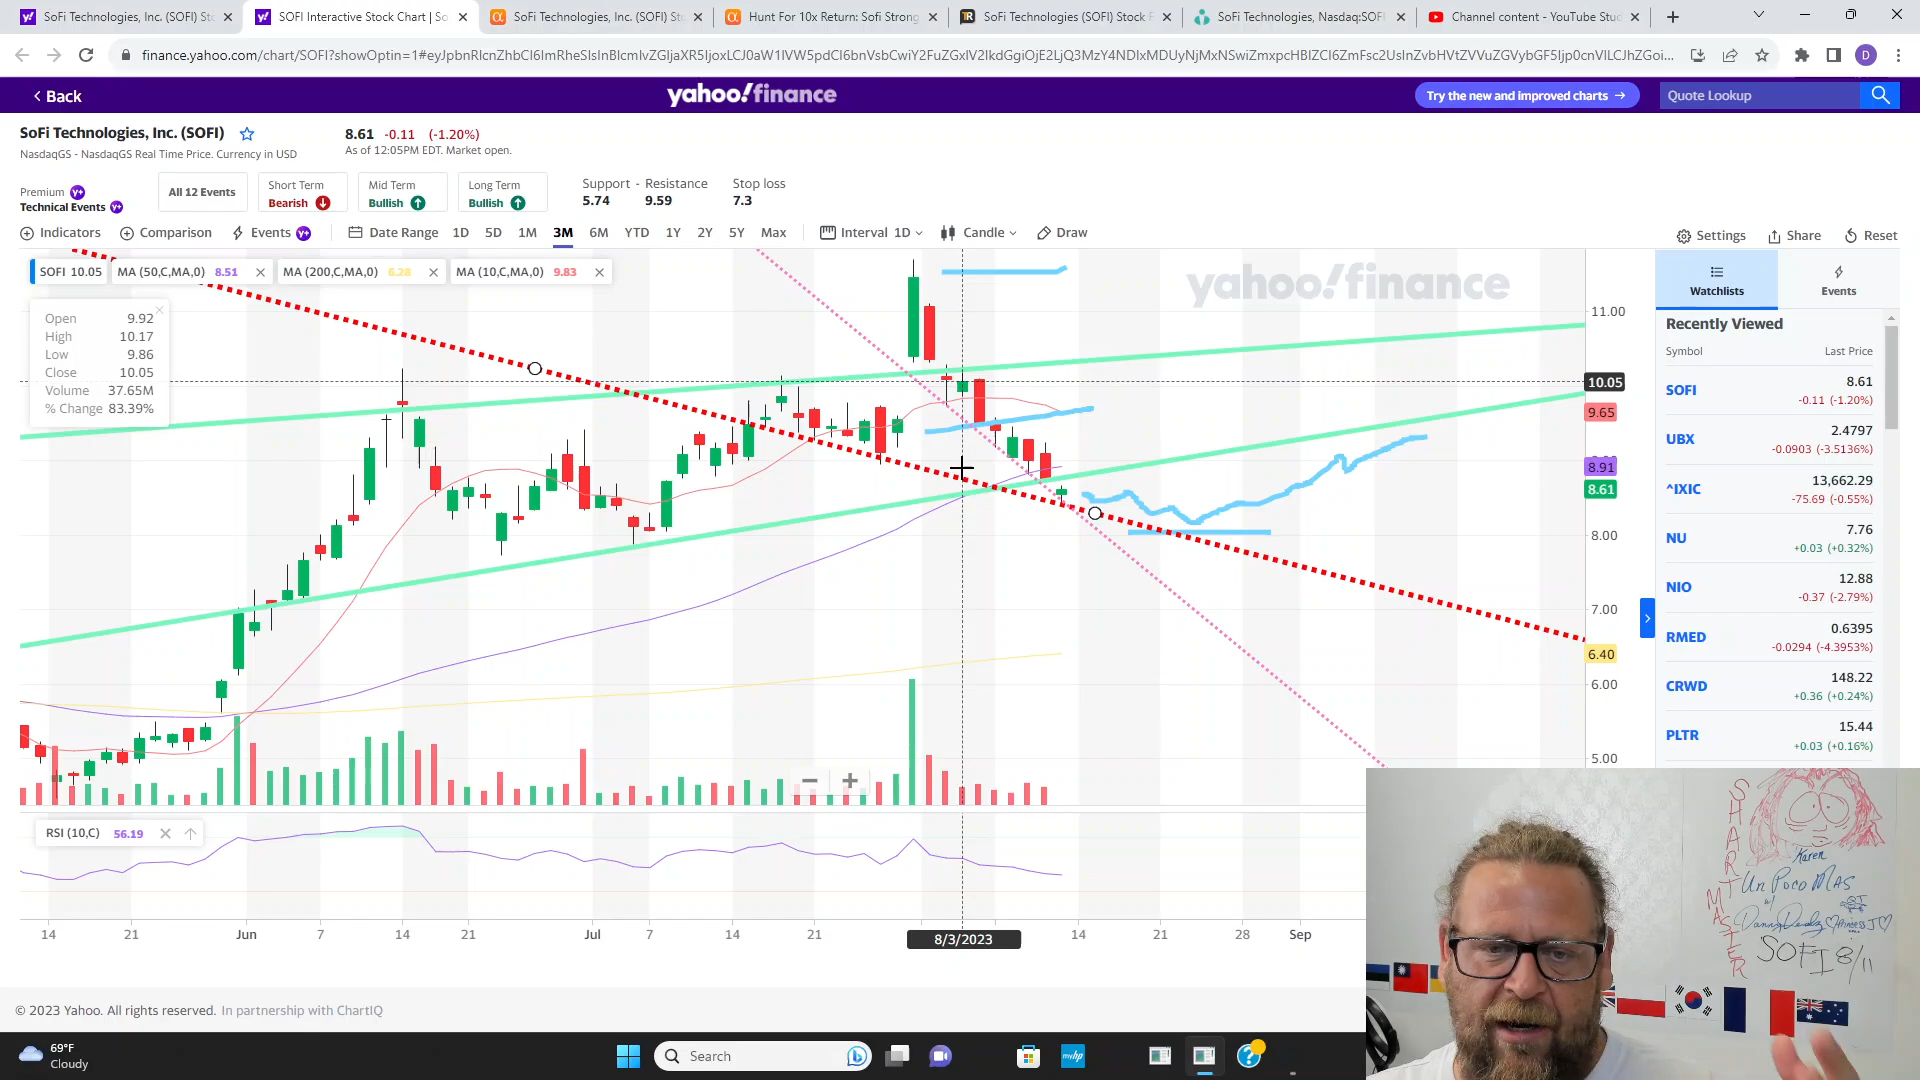 SoFi Technologies, Inc. (SOFI) St
SOFI Interactive Stock Chart | So
SoFi Technologies, Inc. (SOFI) St
Hunt For 10x Return: Sofi Strong
SoFi Technologies (SOFI) Stock F
SoFi Technologies, Nasdaq:SOFI
Channel content - YouTube Stu
Back
yahoo!finance
Try the new and improved charts →
Quote Lookup
SoFi Technologies, Inc. (SOFI)
8.61 -0.11 (-1.20%)
NasdaqGS - NasdaqGS Real Time Price. Currency in USD
As of 12:05PM EDT. Market open.
Premium Y+
Technical Events Y+
All 12 Events
Short Term
Bearish
Mid Term
Bullish
Long Term
Bullish
Support - Resistance
5.74 9.59
Stop loss
7.3
Indicators
Comparison
Events Y+
Date Range 1D 5D 1M 3M 6M YTD 1Y 2Y 5Y Max
Interval 1D
Candle
Draw
Settings
Share
Reset
SOFI 10.05
MA (50,C,MA,0) 8.51
MA (200,C,MA,0) 6.28
MA (10,C,MA,0) 9.83
Open 9.92
High 10.17
Low 9.86
Close 10.05
Volume 37.65M
% Change 83.39%
yahoo!finance
11.00
10.05
9.65
8.91
8.61
8.00
7.00
6.40
6.00
5.00
RSI (10,C) 56.19
14 21 Jun 7 14 21 Jul 7 14 21 8/3/2023 14 21 28 Sep
Watchlists
Events
Recently Viewed
Symbol Last Price
SOFI 8.61
-0.11 (-1.20%)
UBX 2.4797
-0.0903 (-3.5136%)
^IXIC 13,662.29
-75.69 (-0.55%)
NU 7.76
+0.03 (+0.32%)
NIO 12.88
-0.37 (-2.79%)
RMED 0.6395
-0.0294 (-4.3953%)
CRWD 148.22
+0.36 (+0.24%)
PLTR 15.44
+0.03 (+0.16%)
Karen
Un Poco MAS
w/
SOFI 8/11
© 2023 Yahoo. All rights reserved. In partnership with ChartIQ
69°F
Cloudy
Search